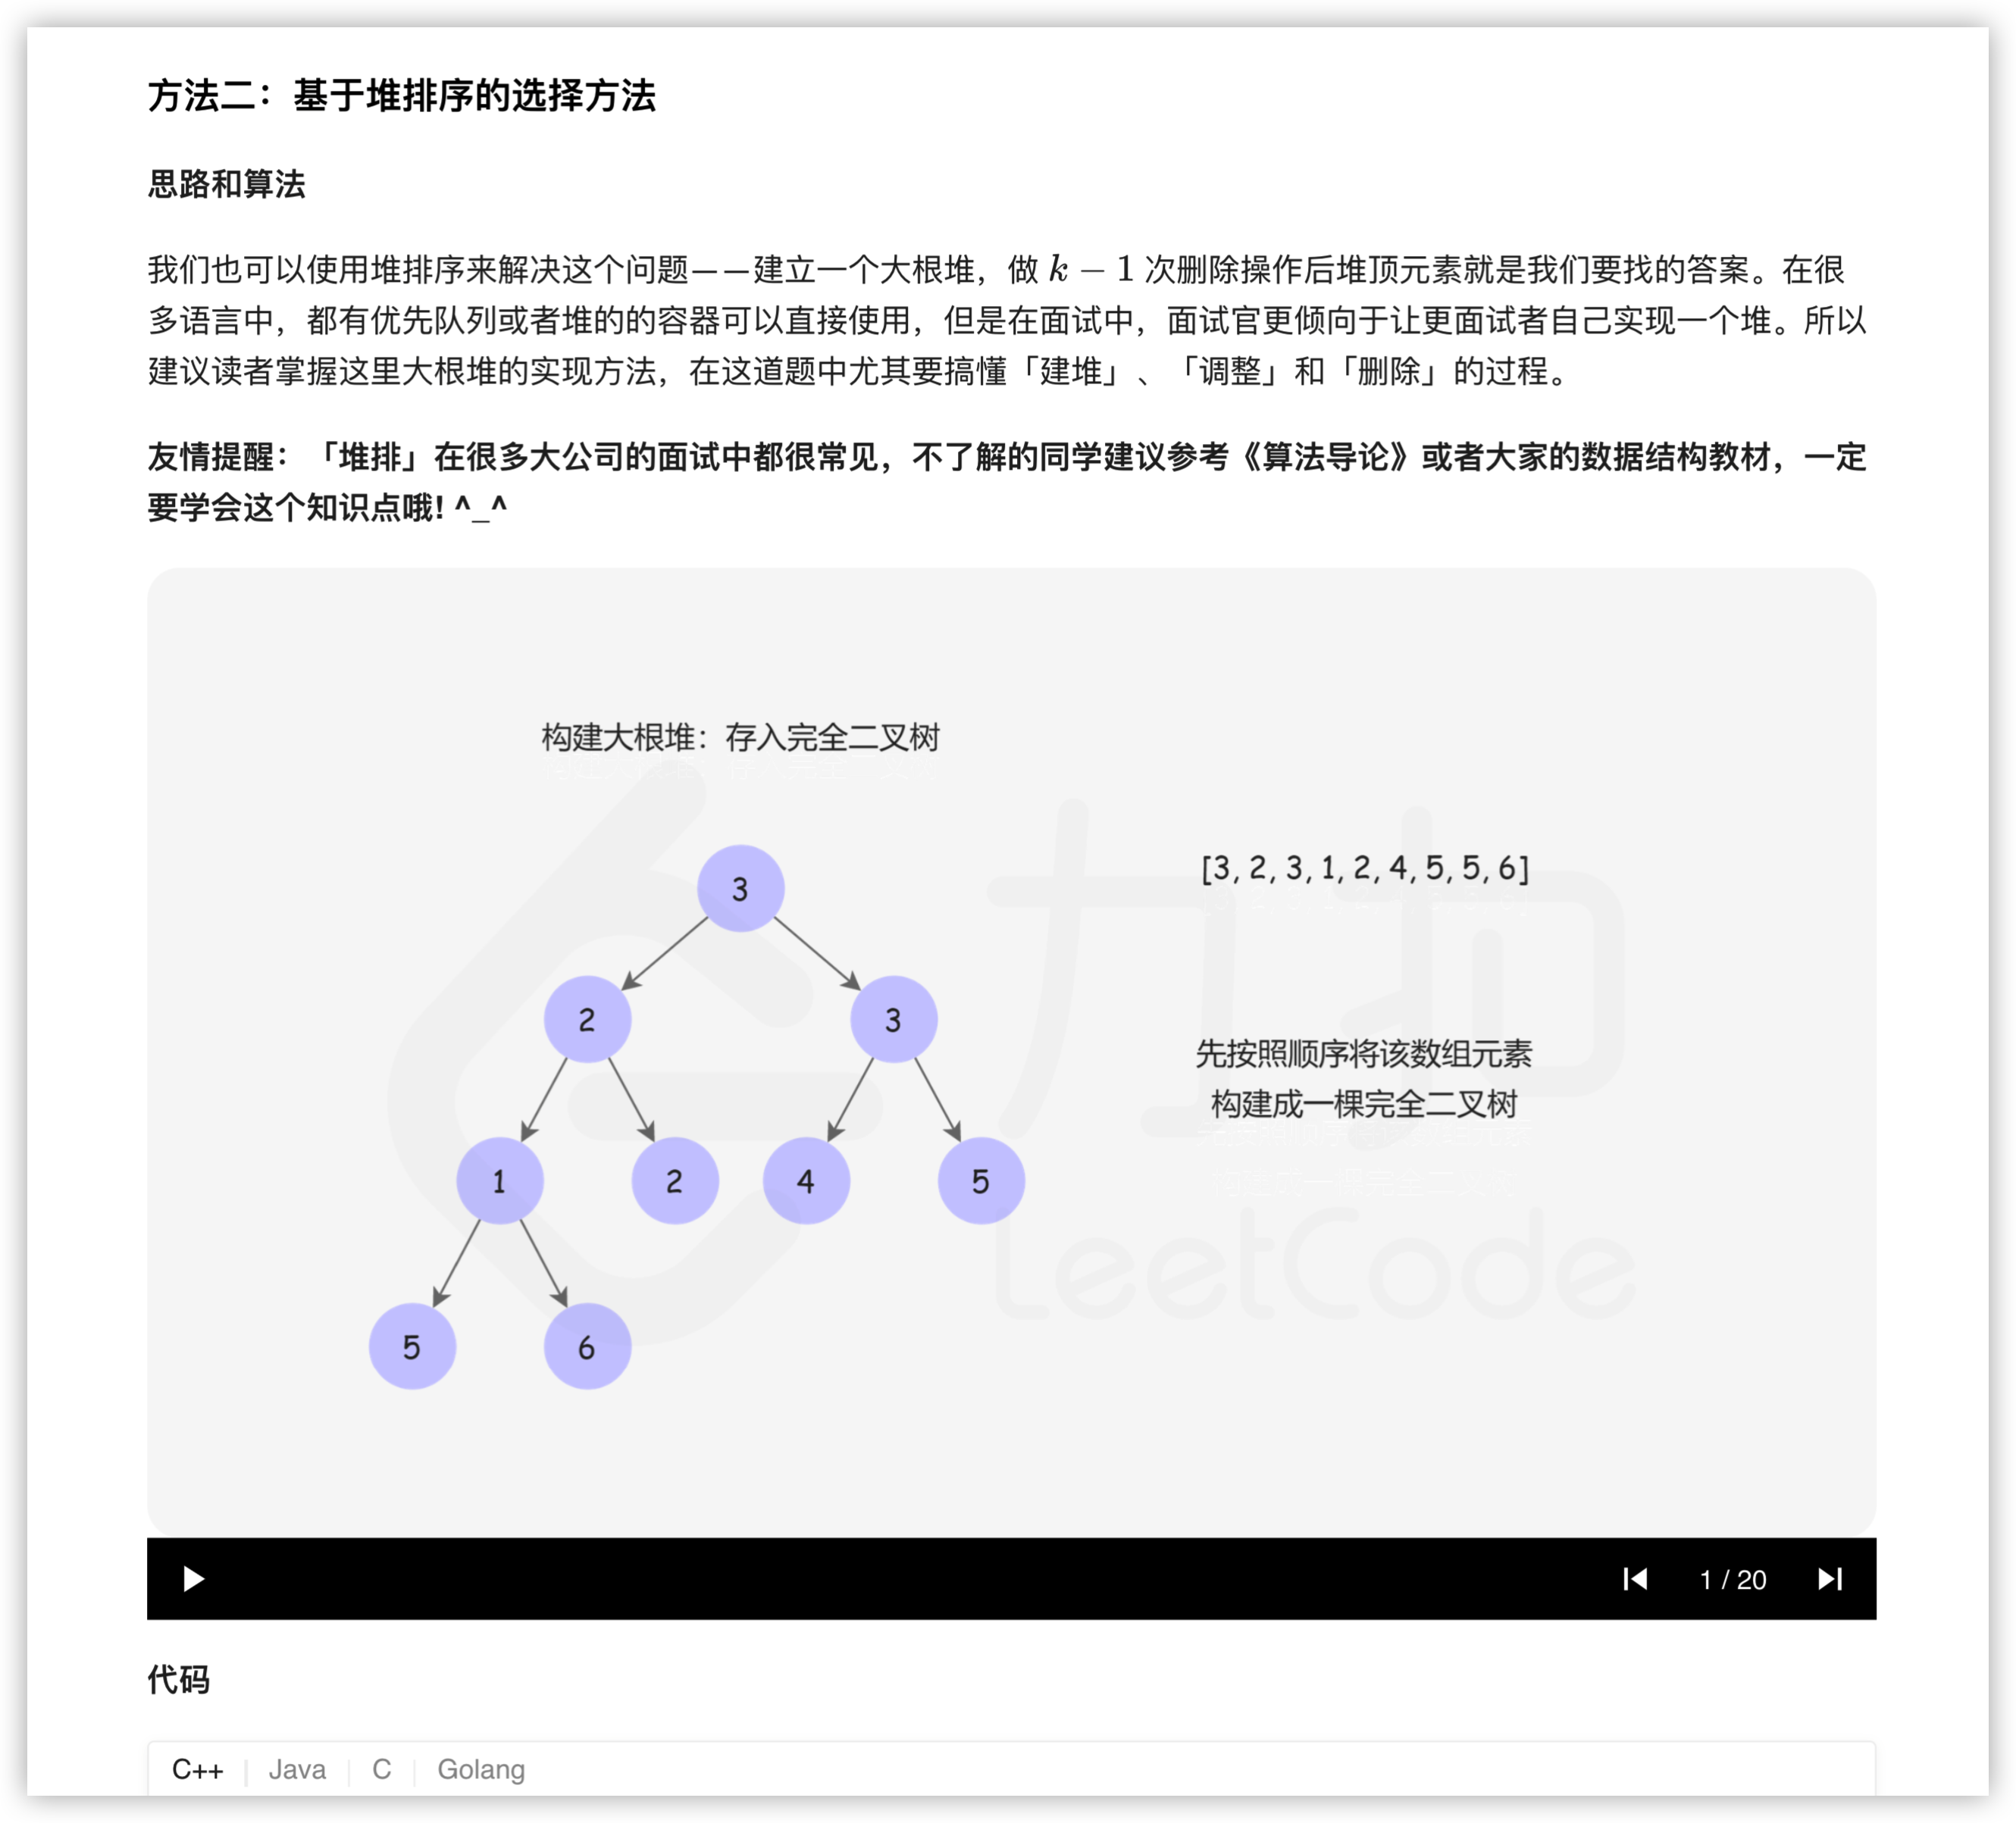 方法二：基于堆排序的选择方法
思路和算法
我们也可以使用堆排序来解决这个问题——建立一个大根堆，做 k − 1 次删除操作后堆顶元素就是我们要找的答案。在很
多语言中，都有优先队列或者堆的的容器可以直接使用，但是在面试中，面试官更倾向于让更面试者自己实现一个堆。所以
建议读者掌握这里大根堆的实现方法，在这道题中尤其要搞懂「建堆」、「调整」和「删除」的过程。
友情提醒：「堆排」在很多大公司的面试中都很常见，不了解的同学建议参考《算法导论》或者大家的数据结构教材，一定
要学会这个知识点哦! ^_^
构建大根堆：存入完全二叉树
3
[3, 2, 3, 1, 2, 4, 5, 5, 6]
2 3
先按照顺序将该数组元素
构建成一棵完全二叉树
1 2 4 5
5 6
力扣
LeetCode
1 / 20
代码
C++ Java C Golang